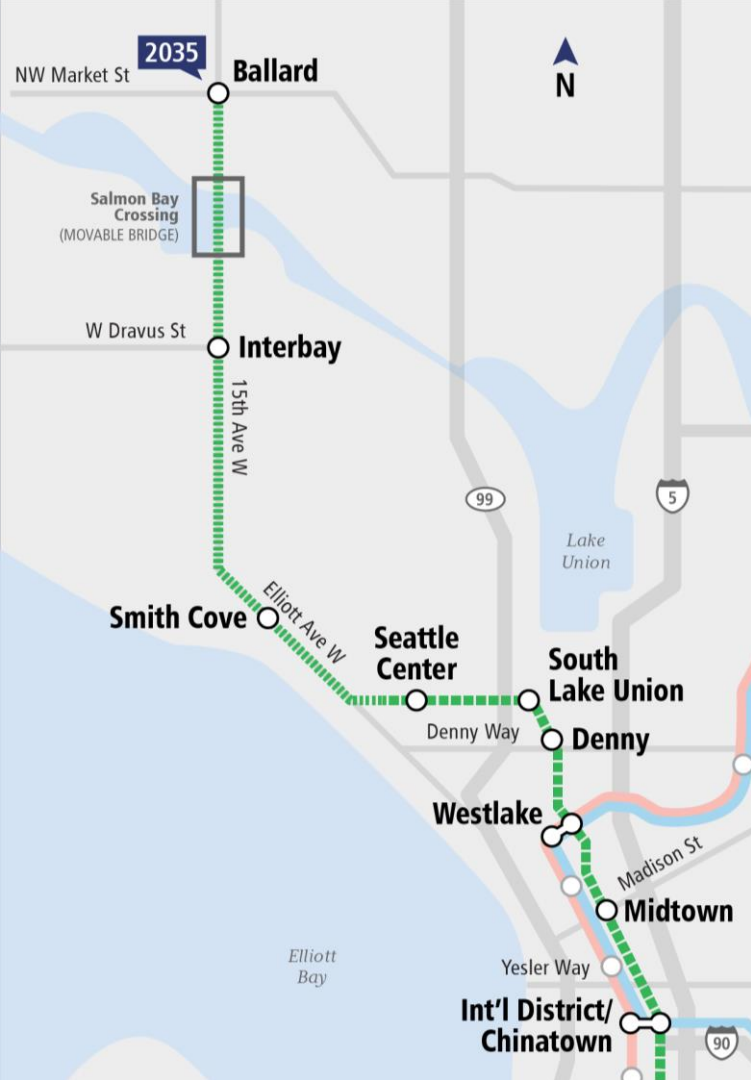 2035
Ballard
NW Market St
N
Salmon Bay
Crossing
(MOVABLE BRIDGE)
W Dravus St
Interbay
15th Ave W
99
5
Lake
Union
Smith Cove
Elliott Ave W
Seattle
Center
South
Lake Union
Denny Way
Denny
Westlake
Madison St
Midtown
Elliott
Bay
Yesler Way
Int'l District/
Chinatown
90